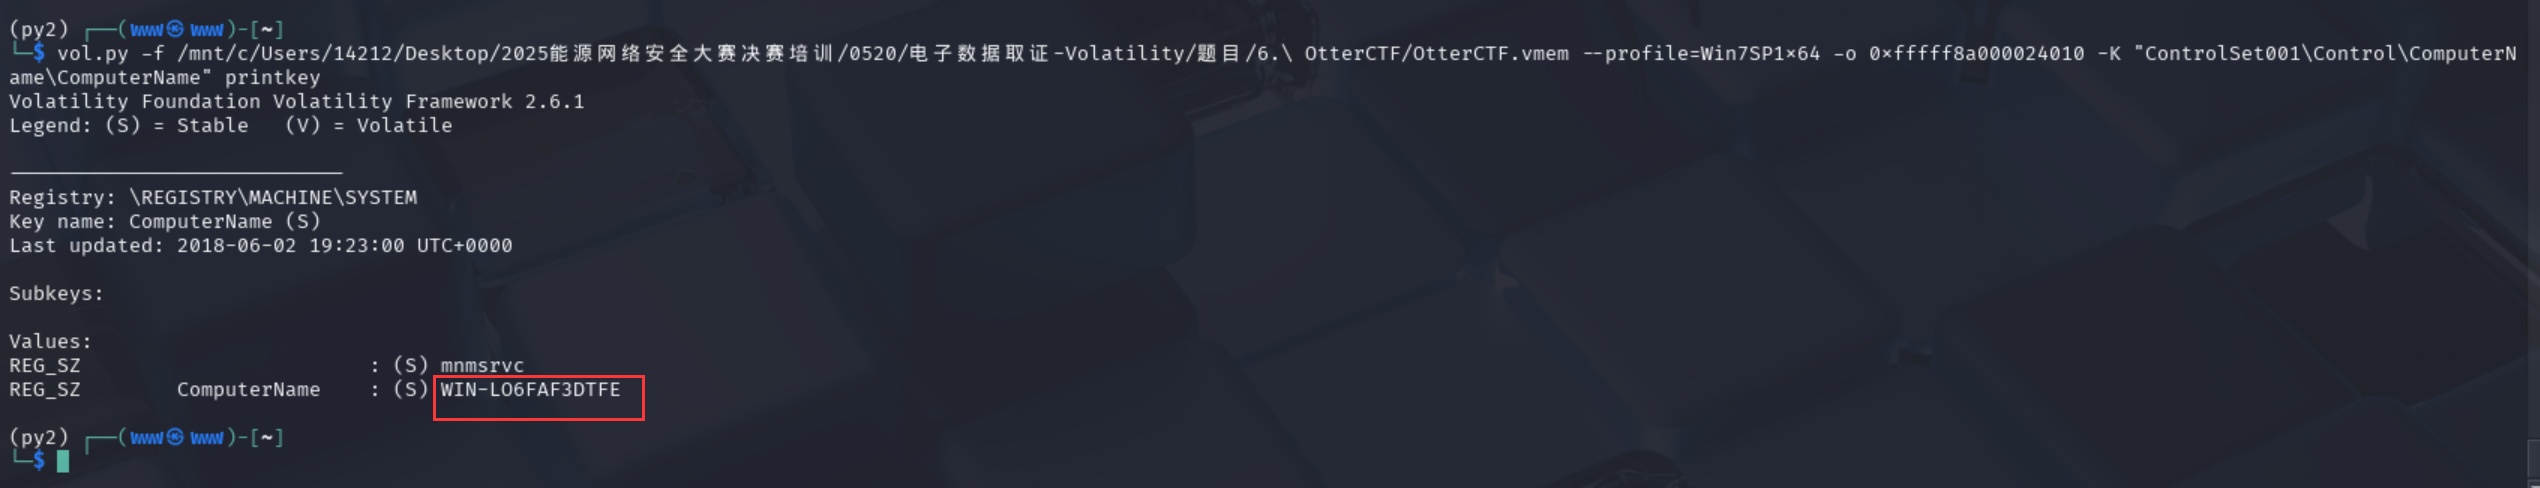 (py2) ┌──(www㉿www)-[~]
└─$ vol.py -f /mnt/c/Users/14212/Desktop/2025能源网络安全大赛决赛培训/0520/电子数据取证-Volatility/题目/6.\ OtterCTF/OtterCTF.vmem --profile=Win7SP1x64 -o 0xfffff8a000024010 -K "ControlSet001\Control\ComputerN
ame\ComputerName" printkey
Volatility Foundation Volatility Framework 2.6.1
Legend: (S) = Stable   (V) = Volatile

----------------------------
Registry: \REGISTRY\MACHINE\SYSTEM
Key name: ComputerName (S)
Last updated: 2018-06-02 19:23:00 UTC+0000

Subkeys:

Values:
REG_SZ                        : (S) mnmsrvc
REG_SZ        ComputerName    : (S) WIN-LO6FAF3DTFE

(py2) ┌──(www㉿www)-[~]
└─$